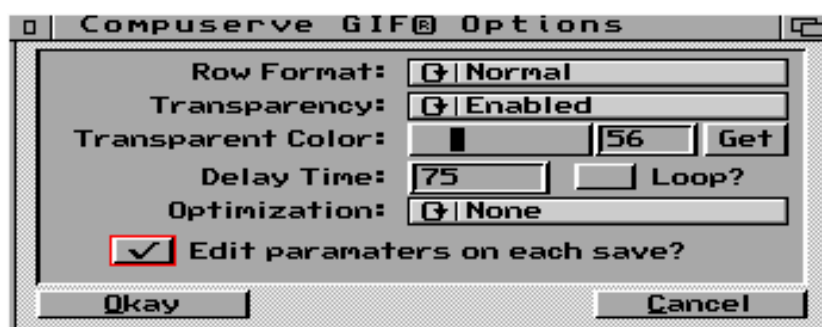 Compuserve GIF® Options
Row Format: Normal
Transparency: Enabled
Transparent Color: 56 Get
Delay Time: 75 Loop?
Optimization: None
Edit paramaters on each save?
Okay Cancel